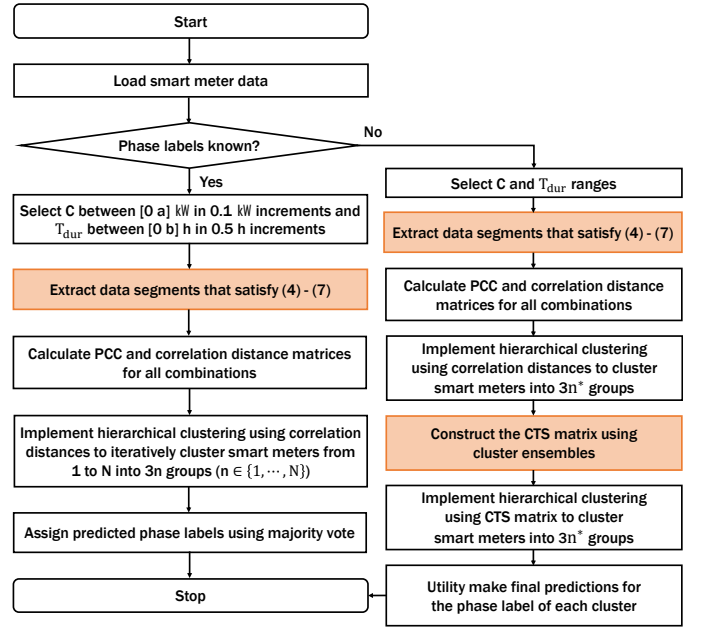 Start
Load smart meter data
Phase labels known?
No
Yes
Select C between [0 a] kW in 0.1 kW increments and
T_dur between [0 b] h in 0.5 h increments
Extract data segments that satisfy (4) - (7)
Calculate PCC and correlation distance matrices
for all combinations
Implement hierarchical clustering using correlation
distances to iteratively cluster smart meters from
1 to N into 3n groups (n ∈ {1, ⋯, N})
Assign predicted phase labels using majority vote
Stop
Select C and T_dur ranges
Extract data segments that satisfy (4) - (7)
Calculate PCC and correlation distance
matrices for all combinations
Implement hierarchical clustering
using correlation distances to cluster
smart meters into 3n* groups
Construct the CTS matrix using
cluster ensembles
Implement hierarchical clustering
using CTS matrix to cluster
smart meters into 3n* groups
Utility make final predictions for
the phase label of each cluster